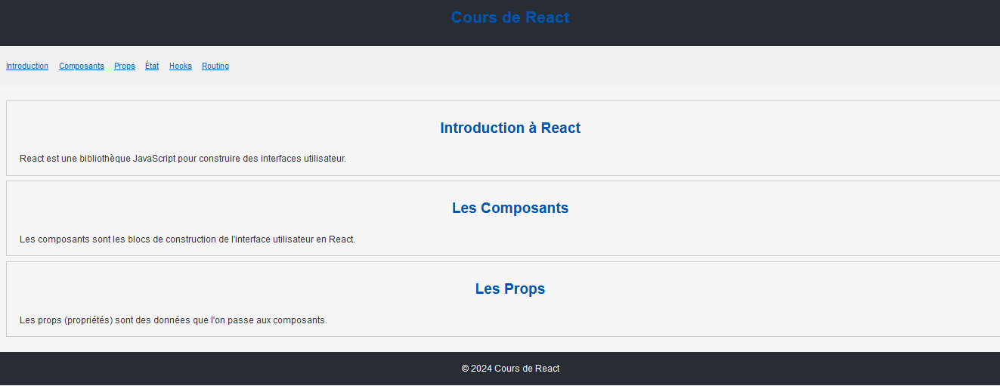 Cours de React
Introduction Composants Props État Hooks Routing
Introduction à React
React est une bibliothèque JavaScript pour construire des interfaces utilisateur.
Les Composants
Les composants sont les blocs de construction de l'interface utilisateur en React.
Les Props
Les props (propriétés) sont des données que l'on passe aux composants.
© 2024 Cours de React